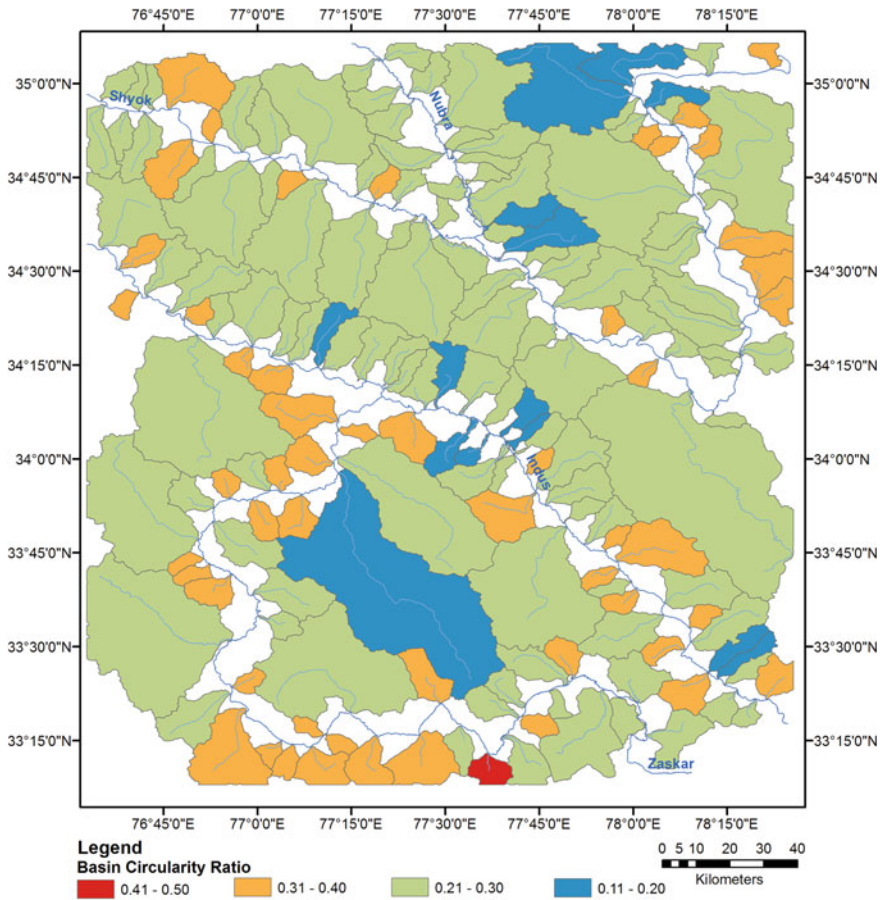 76°45'0"E 77°0'0"E 77°15'0"E 77°30'0"E 77°45'0"E 78°0'0"E 78°15'0"E
35°0'0"N 35°0'0"N
Shyok
Nubra
34°45'0"N 34°45'0"N
34°30'0"N 34°30'0"N
34°15'0"N 34°15'0"N
34°0'0"N 34°0'0"N
Indus
33°45'0"N 33°45'0"N
33°30'0"N 33°30'0"N
33°15'0"N 33°15'0"N
Zaskar
76°45'0"E 77°0'0"E 77°15'0"E 77°30'0"E 77°45'0"E 78°0'0"E 78°15'0"E
Legend
Basin Circularity Ratio
0.41 - 0.50 0.31 - 0.40 0.21 - 0.30 0.11 - 0.20
0 5 10 20 30 40
Kilometers